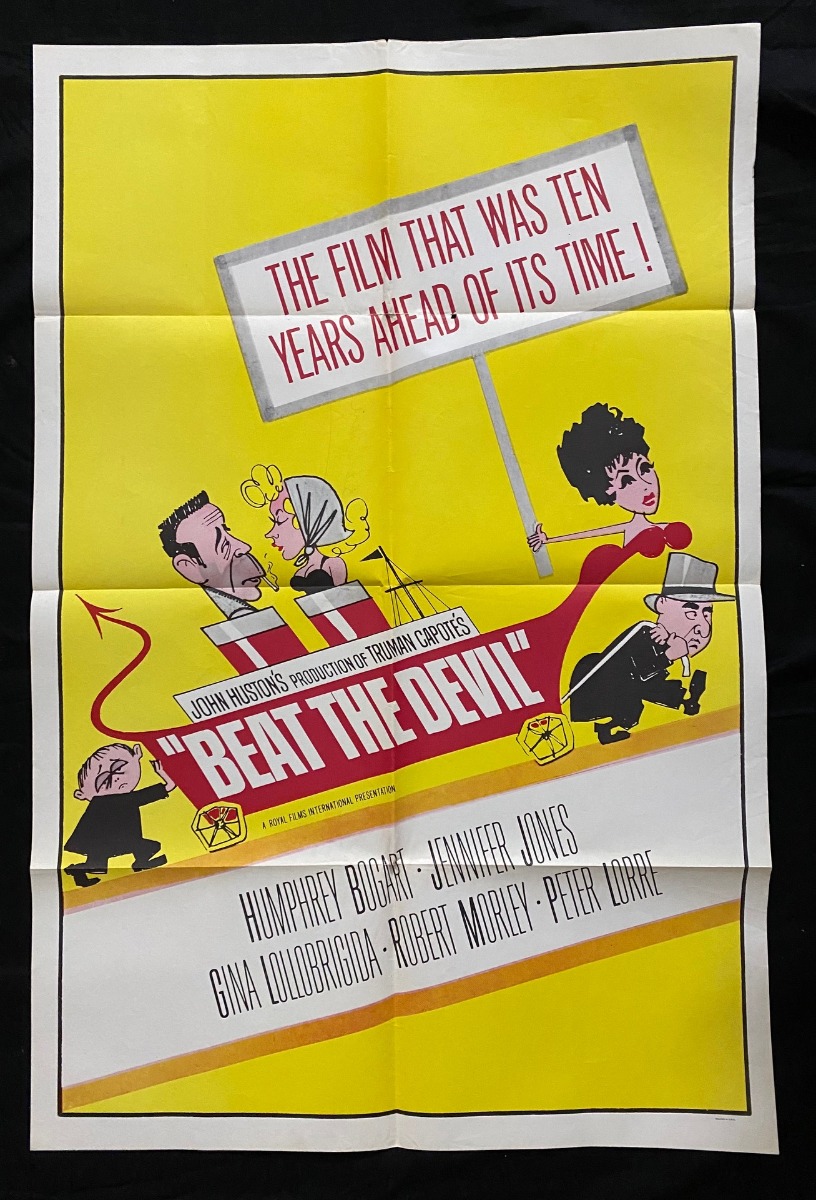 THE FILM THAT WAS TEN
YEARS AHEAD OF ITS TIME!
JOHN HUSTON'S PRODUCTION OF TRUMAN CAPOTE'S
"BEAT THE DEVIL"
A ROYAL FILMS INTERNATIONAL PRESENTATION
HUMPHREY BOGART · JENNIFER JONES
GINA LOLLOBRIGIDA · ROBERT MORLEY · PETER LORRE